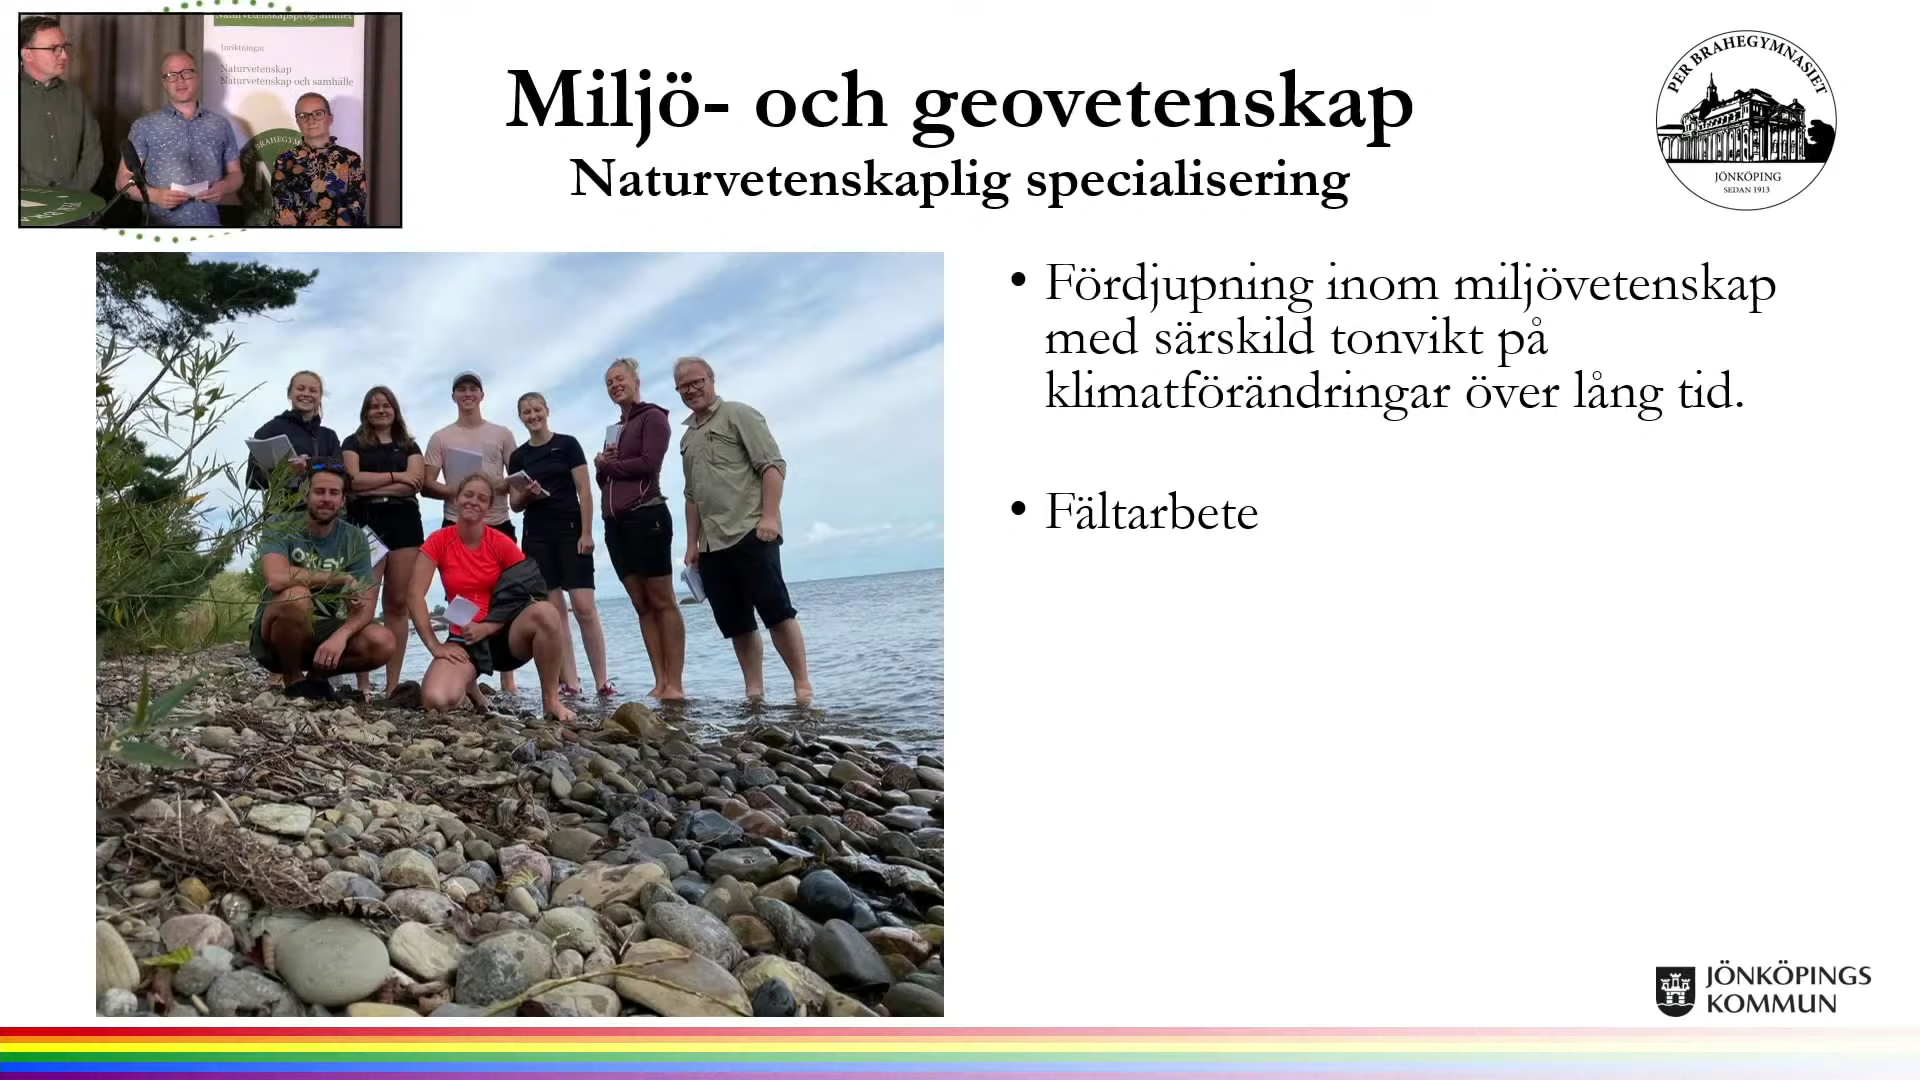 Naturvetenskapsprogrammet
Inriktningar
Naturvetenskap
Naturvetenskap och samhälle
Miljö- och geovetenskap
Naturvetenskaplig specialisering
PER BRAHEGYMNASIET
JÖNKÖPING
SEDAN 1913
• Fördjupning inom miljövetenskap
med särskild tonvikt på
klimatförändringar över lång tid.
• Fältarbete
JÖNKÖPINGS
KOMMUN